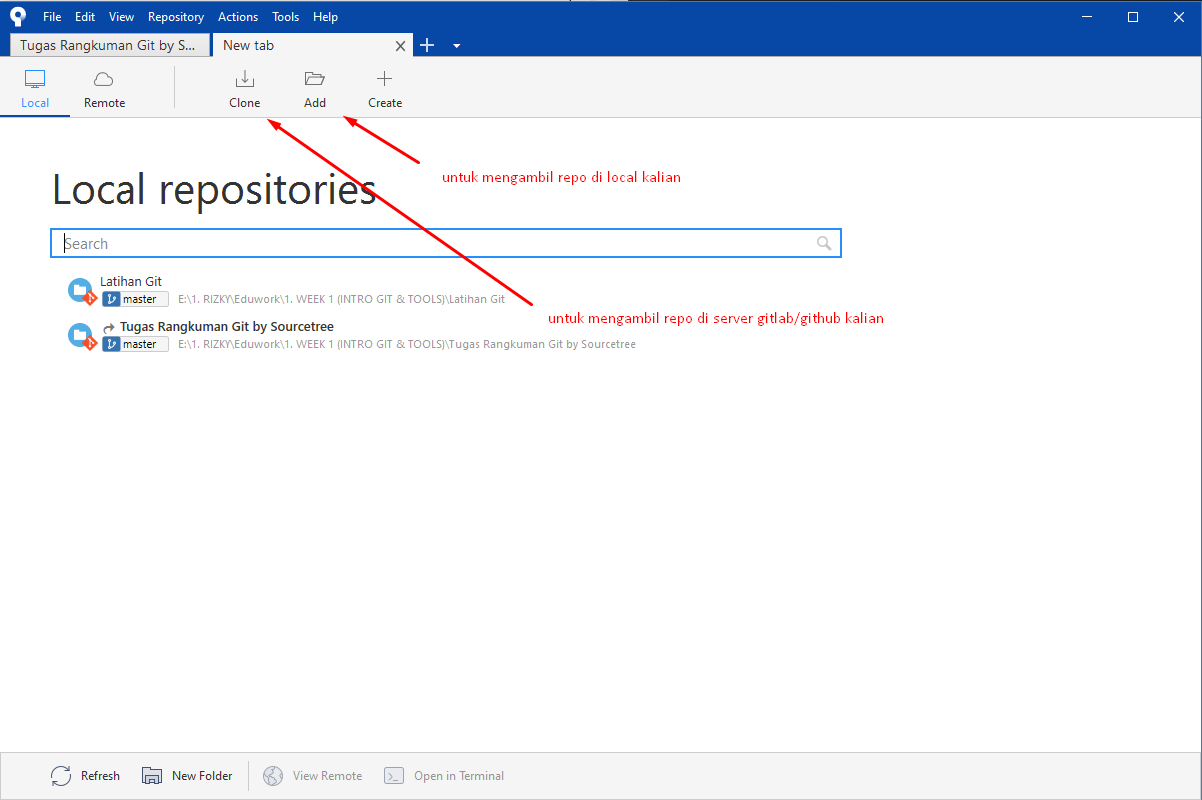 File Edit View Repository Actions Tools Help
Tugas Rangkuman Git by S... New tab
Local Remote Clone Add Create
untuk mengambil repo di local kalian
Local repositories
Search
Latihan Git
master E:\1. RIZKY\Eduwork\1. WEEK 1 (INTRO GIT & TOOLS)\Latihan Git
untuk mengambil repo di server gitlab/github kalian
Tugas Rangkuman Git by Sourcetree
master E:\1. RIZKY\Eduwork\1. WEEK 1 (INTRO GIT & TOOLS)\Tugas Rangkuman Git by Sourcetree
Refresh New Folder View Remote Open in Terminal